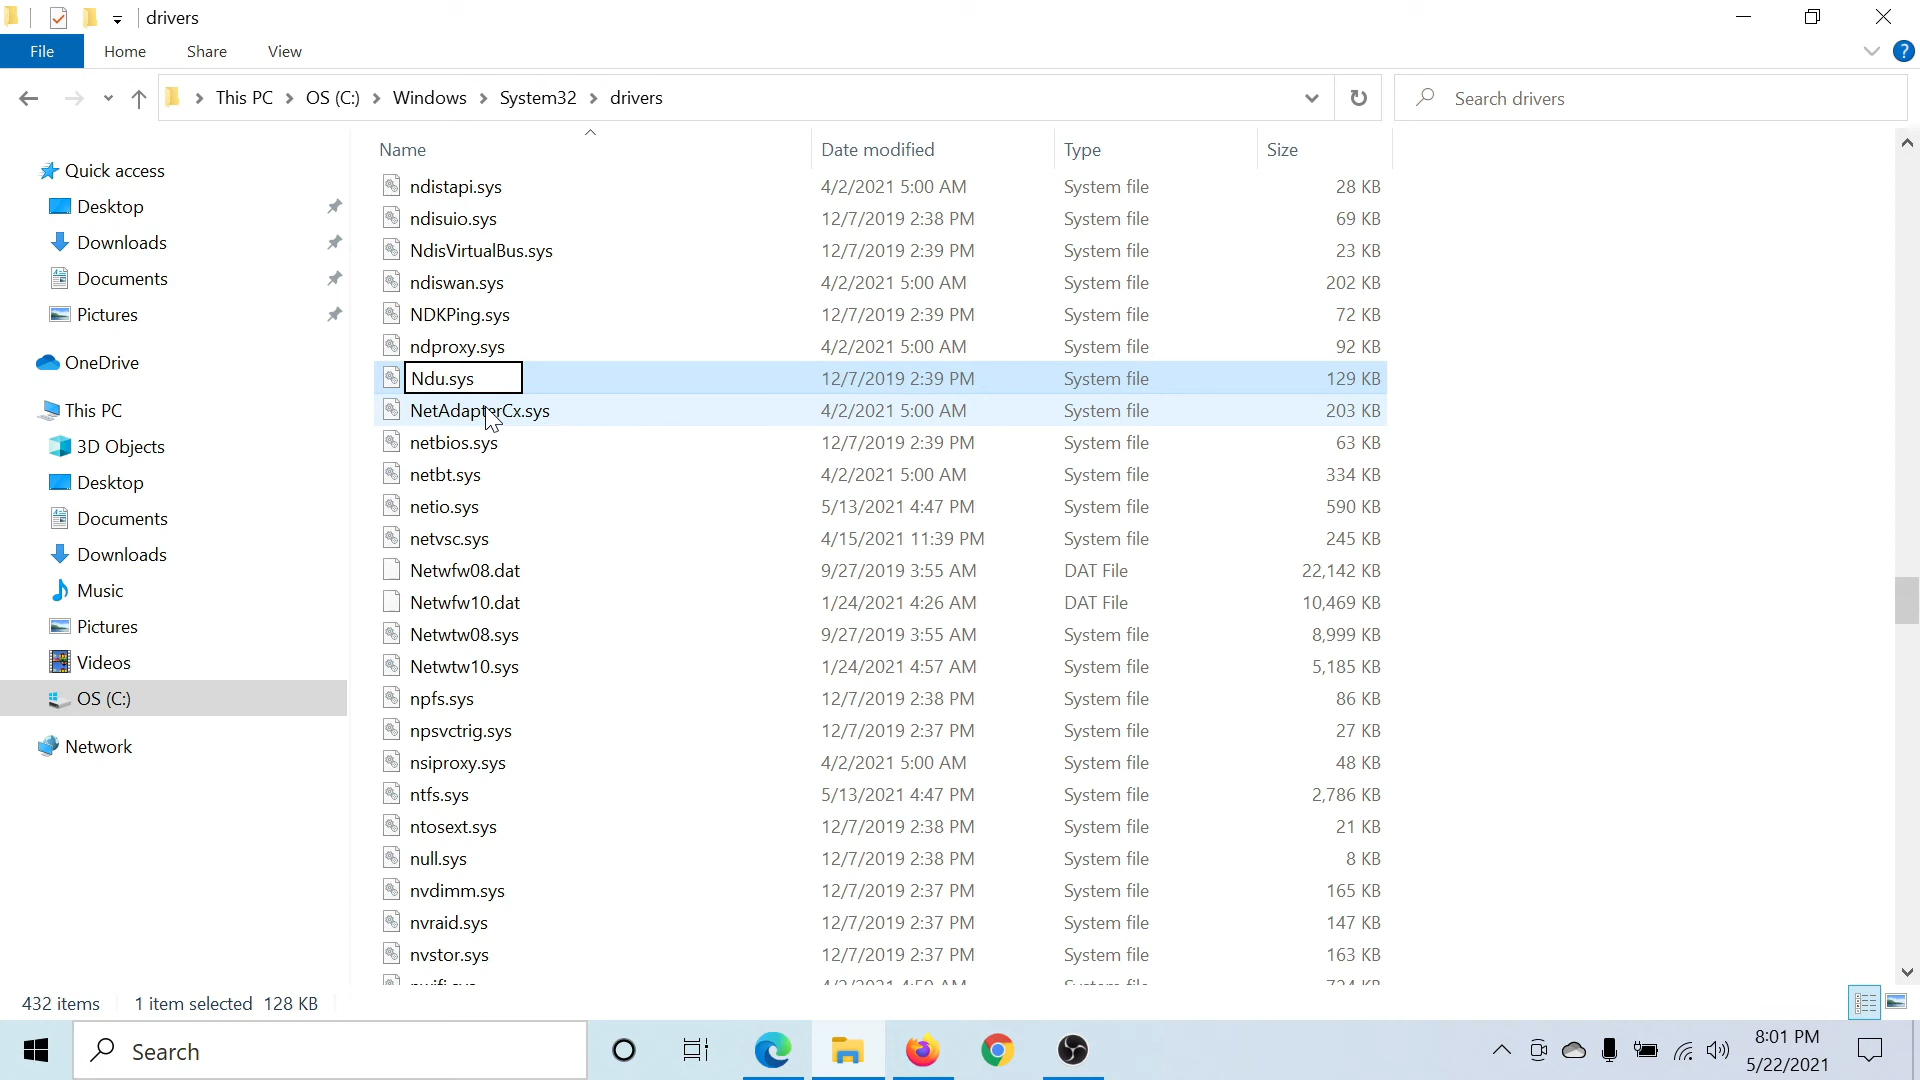 drivers
File Home Share View
This PC OS (C:) Windows System32 drivers
Search drivers
Quick access
Desktop
Downloads
Documents
Pictures
OneDrive
This PC
3D Objects
Desktop
Documents
Downloads
Music
Pictures
Videos
OS (C:)
Network
Name Date modified Type Size
ndistapi.sys 4/2/2021 5:00 AM System file 28 KB
ndisuio.sys 12/7/2019 2:38 PM System file 69 KB
NdisVirtualBus.sys 12/7/2019 2:39 PM System file 23 KB
ndiswan.sys 4/2/2021 5:00 AM System file 202 KB
NDKPing.sys 12/7/2019 2:39 PM System file 72 KB
ndproxy.sys 4/2/2021 5:00 AM System file 92 KB
Ndu.sys 12/7/2019 2:39 PM System file 129 KB
NetAdapterCx.sys 4/2/2021 5:00 AM System file 203 KB
netbios.sys 12/7/2019 2:39 PM System file 63 KB
netbt.sys 4/2/2021 5:00 AM System file 334 KB
netio.sys 5/13/2021 4:47 PM System file 590 KB
netvsc.sys 4/15/2021 11:39 PM System file 245 KB
Netwfw08.dat 9/27/2019 3:55 AM DAT File 22,142 KB
Netwfw10.dat 1/24/2021 4:26 AM DAT File 10,469 KB
Netwtw08.sys 9/27/2019 3:55 AM System file 8,999 KB
Netwtw10.sys 1/24/2021 4:57 AM System file 5,185 KB
npfs.sys 12/7/2019 2:38 PM System file 86 KB
npsvctrig.sys 12/7/2019 2:37 PM System file 27 KB
nsiproxy.sys 4/2/2021 5:00 AM System file 48 KB
ntfs.sys 5/13/2021 4:47 PM System file 2,786 KB
ntosext.sys 12/7/2019 2:38 PM System file 21 KB
null.sys 12/7/2019 2:38 PM System file 8 KB
nvdimm.sys 12/7/2019 2:37 PM System file 165 KB
nvraid.sys 12/7/2019 2:37 PM System file 147 KB
nvstor.sys 12/7/2019 2:37 PM System file 163 KB
432 items 1 item selected 128 KB
Search
8:01 PM
5/22/2021